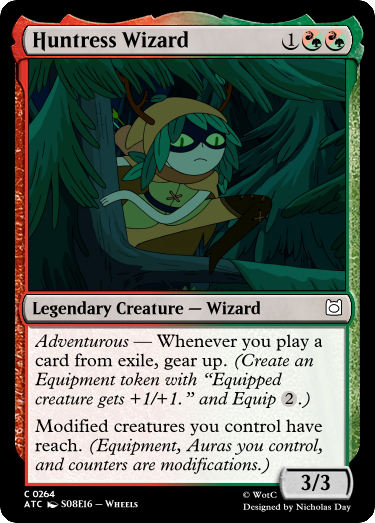 Huntress Wizard 1
Legendary Creature — Wizard
Adventurous — Whenever you play a
card from exile, gear up. (Create an
Equipment token with “Equipped
creature gets +1/+1.” and Equip 2.)
Modified creatures you control have
reach. (Equipment, Auras you control,
and counters are modifications.)
3/3
C 0264
ATC S08E16 – Wheels
© WotC
Designed by Nicholas Day